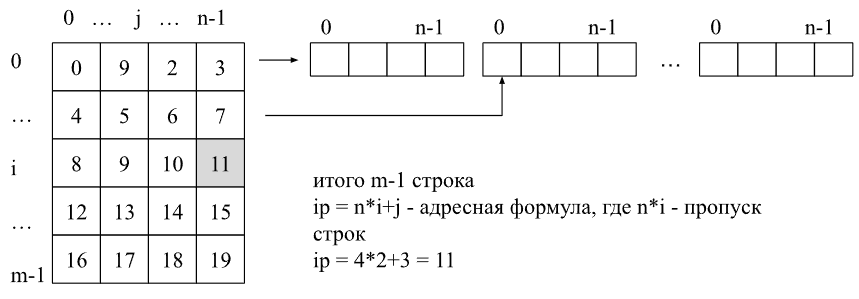 0 … j … n-1
0 n-1 0 n-1 0 n-1
0 0 9 2 3
…
… 4 5 6 7
i 8 9 10 11
… 12 13 14 15
m-1 16 17 18 19
итого m-1 строка
ip = n*i+j - адресная формула, где n*i - пропуск
строк
ip = 4*2+3 = 11